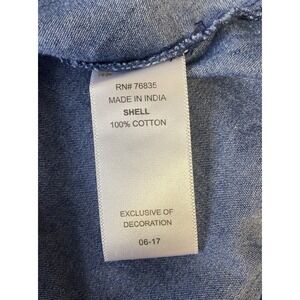 RN# 76835
MADE IN INDIA
SHELL
100% COTTON
EXCLUSIVE OF
DECORATION
06-17